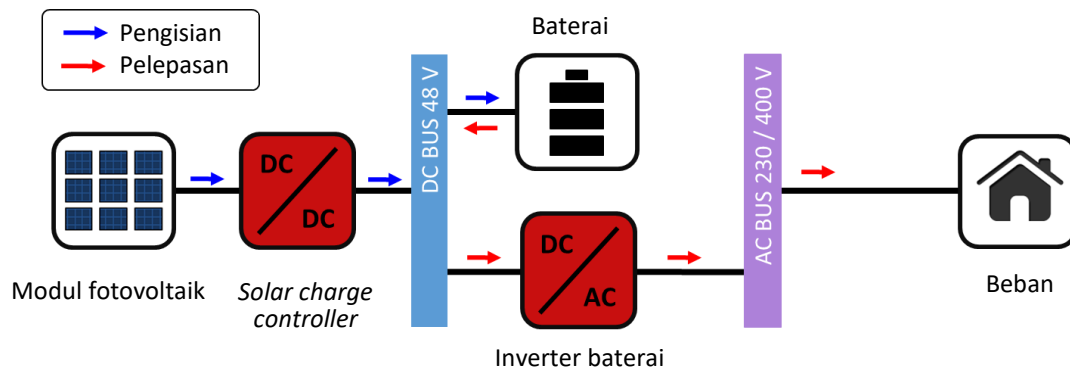 Pengisian
Pelepasan
Baterai
DC BUS 48 V
AC BUS 230 / 400 V
DC
DC
DC
AC
Modul fotovoltaik
Solar charge
controller
Inverter baterai
Beban